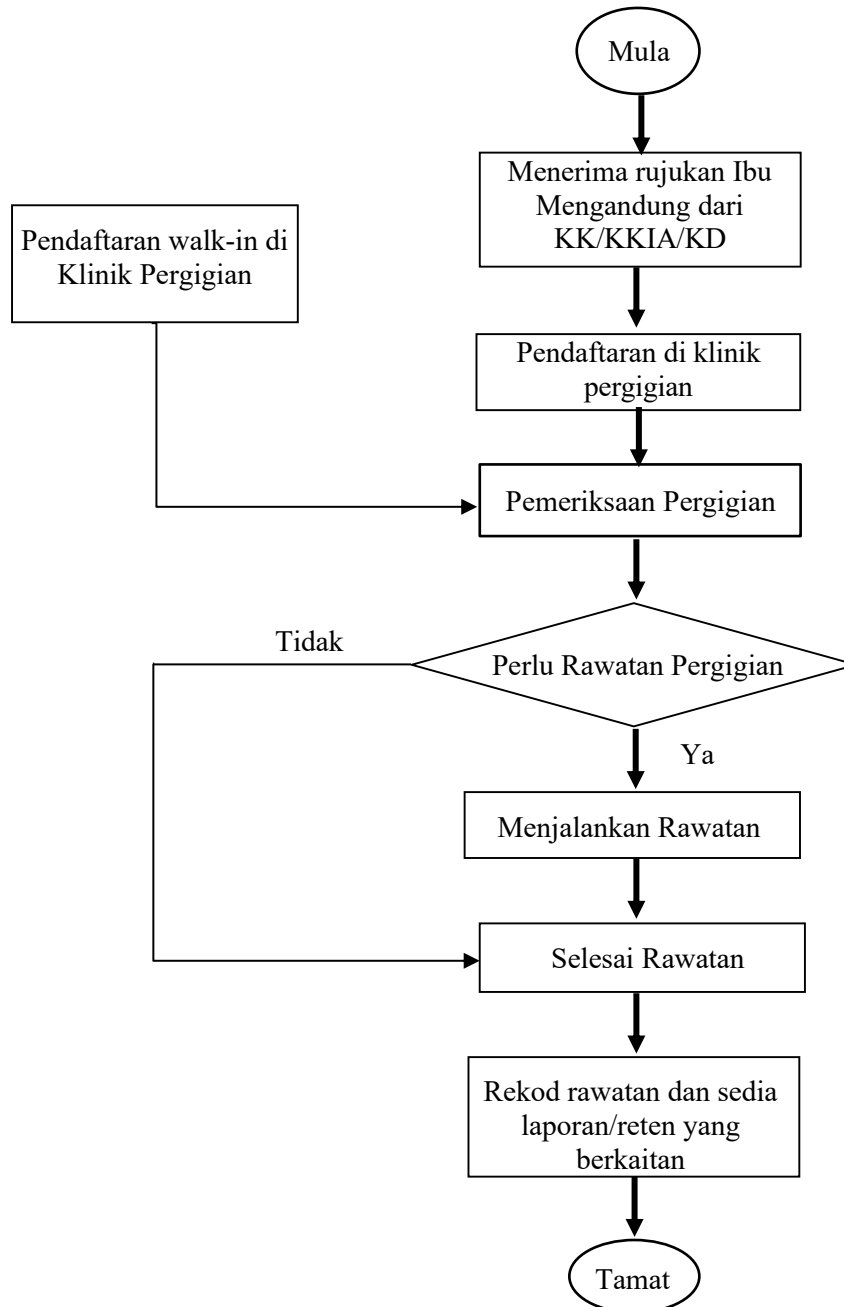 Mula
Menerima rujukan Ibu
Mengandung dari
KK/KKIA/KD
Pendaftaran walk-in di
Klinik Pergigian
Pendaftaran di klinik
pergigian
Pemeriksaan Pergigian
Tidak
Perlu Rawatan Pergigian
Ya
Menjalankan Rawatan
Selesai Rawatan
Rekod rawatan dan sedia
laporan/reten yang
berkaitan
Tamat